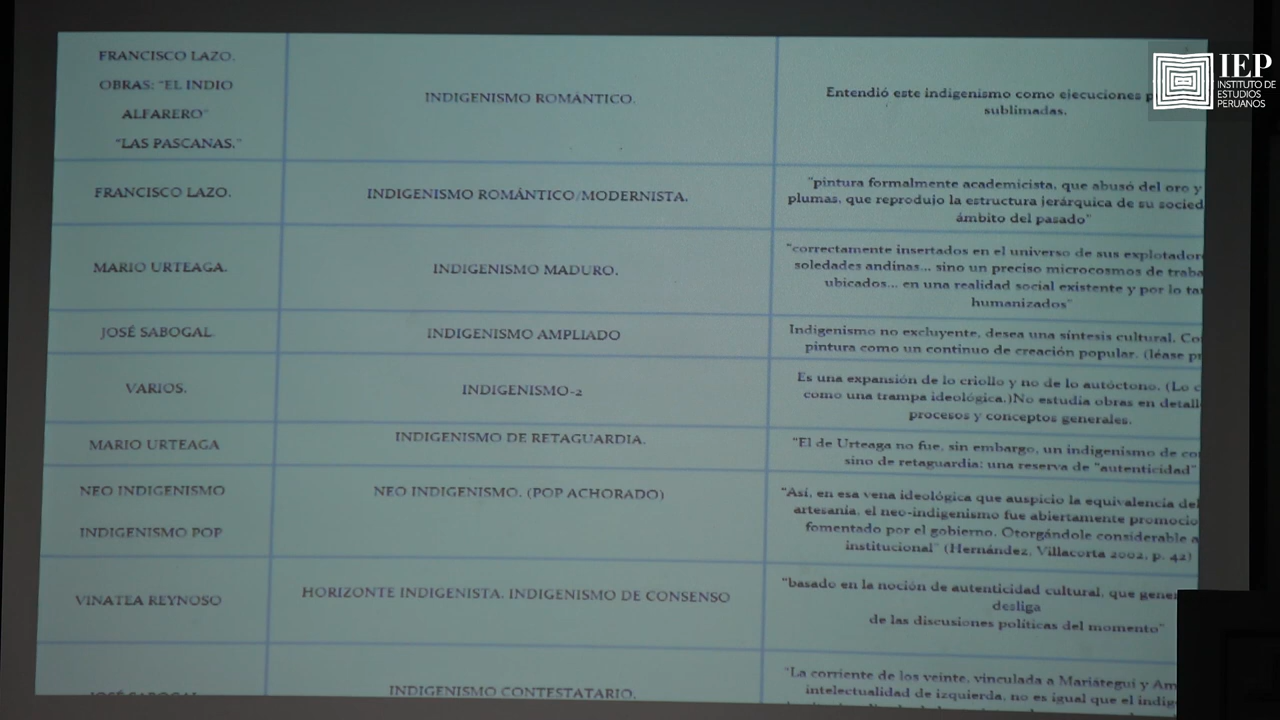 FRANCISCO LAZO.
OBRAS: "EL INDIO
ALFARERO"
"LAS PASCANAS."
INDIGENISMO ROMÁNTICO.
Entendió este indigenismo como ejecuciones
sublimadas.
FRANCISCO LAZO.
INDIGENISMO ROMÁNTICO/MODERNISTA.
"pintura formalmente academicista, que abusó del oro y
plumas, que reprodujo la estructura jerárquica de su
ámbito del pasado"
MARIO URTEAGA.
INDIGENISMO MADURO.
"correctamente insertados en el universo de sus
soledades andinas... sino un preciso microcosmos de
ubicados... en una realidad social existente y por lo
humanizados"
JOSÉ SABOGAL
INDIGENISMO AMPLIADO
Indigenismo no excluyente, desea una síntesis cultural.
pintura como un continuo de creación popular. (léase
VARIOS.
INDIGENISMO-2
Es una expansión de lo criollo y no de lo autóctono. (Lo
como una trampa ideológica.)No estudia obras en
procesos y conceptos generales.
MARIO URTEAGA
INDIGENISMO DE RETAGUARDIA.
"El de Urteaga no fue, sin embargo, un indigenismo de
sino de retaguardia; una reserva de "autenticidad"
NEO INDIGENISMO
INDIGENISMO POP
NEO INDIGENISMO. (POP ACHORADO)
"Así, en esa vena ideológica que auspicio la equivalencia
artesanía, el neo-indigenismo fue abiertamente
fomentado por el gobierno. Otorgándole considerable
institucional" (Hernández, Villacorta 2002, p. 42)
VINATEA REYNOSO
HORIZONTE INDIGENISTA. INDIGENISMO DE CONSENSO
"basado en la noción de autenticidad cultural, que
desliga
de las discusiones políticas del momento"
JOSÉ SABOGAL
INDIGENISMO CONTESTATARIO.
"La corriente de los veinte, vinculada a Mariátegui y
intelectualidad de izquierda, no es igual que el
IEP
INSTITUTO DE
ESTUDIOS
PERUANOS